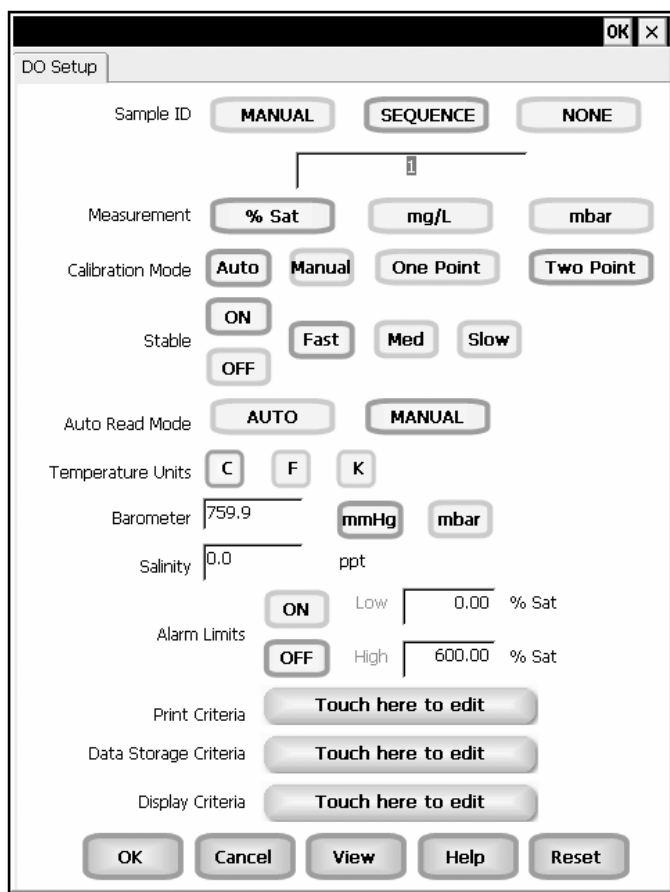 OK ×
DO Setup
Sample ID MANUAL SEQUENCE NONE
1
Measurement % Sat mg/L mbar
Calibration Mode Auto Manual One Point Two Point
ON
Stable Fast Med Slow
OFF
Auto Read Mode AUTO MANUAL
Temperature Units C F K
Barometer 759.9 mmHg mbar
Salinity 0.0 ppt
ON Low 0.00 % Sat
Alarm Limits
OFF High 600.00 % Sat
Print Criteria Touch here to edit
Data Storage Criteria Touch here to edit
Display Criteria Touch here to edit
OK Cancel View Help Reset